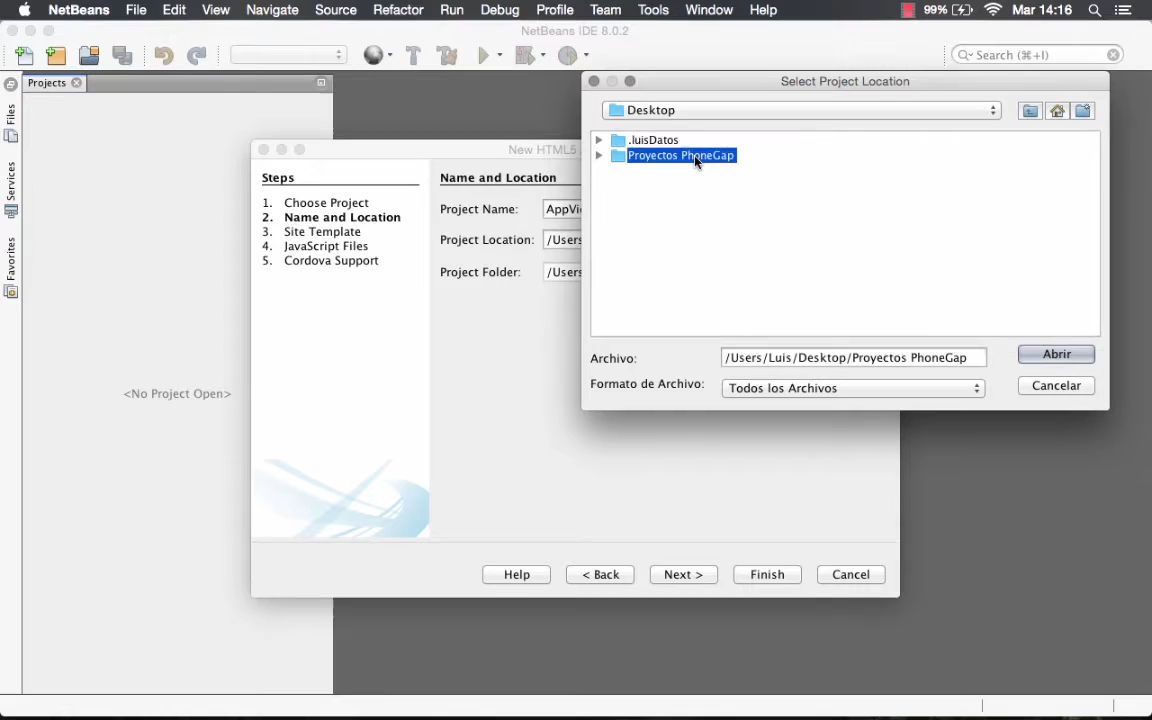 NetBeans File Edit View Navigate Source Refactor Run Debug Profile Team Tools Window Help 99% Mar 14:16
NetBeans IDE 8.0.2
Search (⌘+I)
Projects
Files
Services
Favorites
<No Project Open>
New HTML5
Steps
1. Choose Project
2. Name and Location
3. Site Template
4. JavaScript Files
5. Cordova Support
Name and Location
Project Name:
Project Location: /Users
Project Folder: /Users
Help < Back Next > Finish Cancel
Select Project Location
Desktop
.luisDatos
Proyectos PhoneGap
Archivo: /Users/Luis/Desktop/Proyectos PhoneGap
Abrir
Formato de Archivo: Todos los Archivos
Cancelar